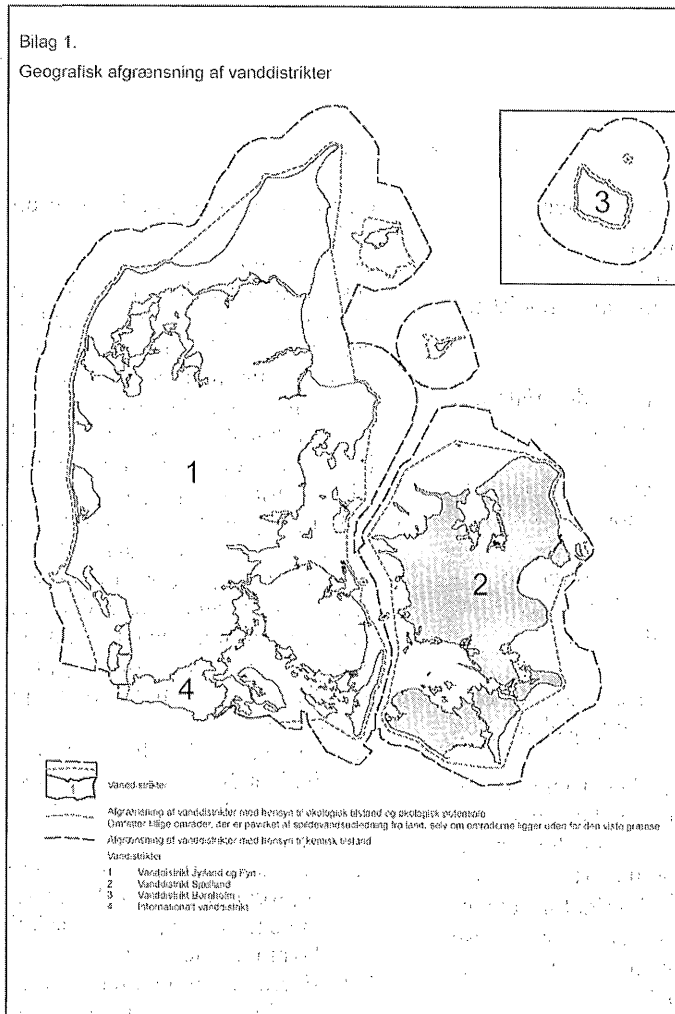 Bilag 1.
Geografisk afgrænsning af vanddistrikter
3
1
2
4
1
Vanddistrikter
Afgrænsning af vanddistrikter med hensyn til økologisk tilstand og økologisk potentiale
Omfatter tillige områder, der er påvirket af spildevandsudledning fra land, selv om områderne ligger uden for den viste grænse
Afgrænsning af vanddistrikter med hensyn til kemisk tilstand
Vanddistrikter
1 Vanddistrikt Jylland og Fyn
2 Vanddistrikt Sjælland
3 Vanddistrikt Bornholm
4 Internationalt vanddistrikt